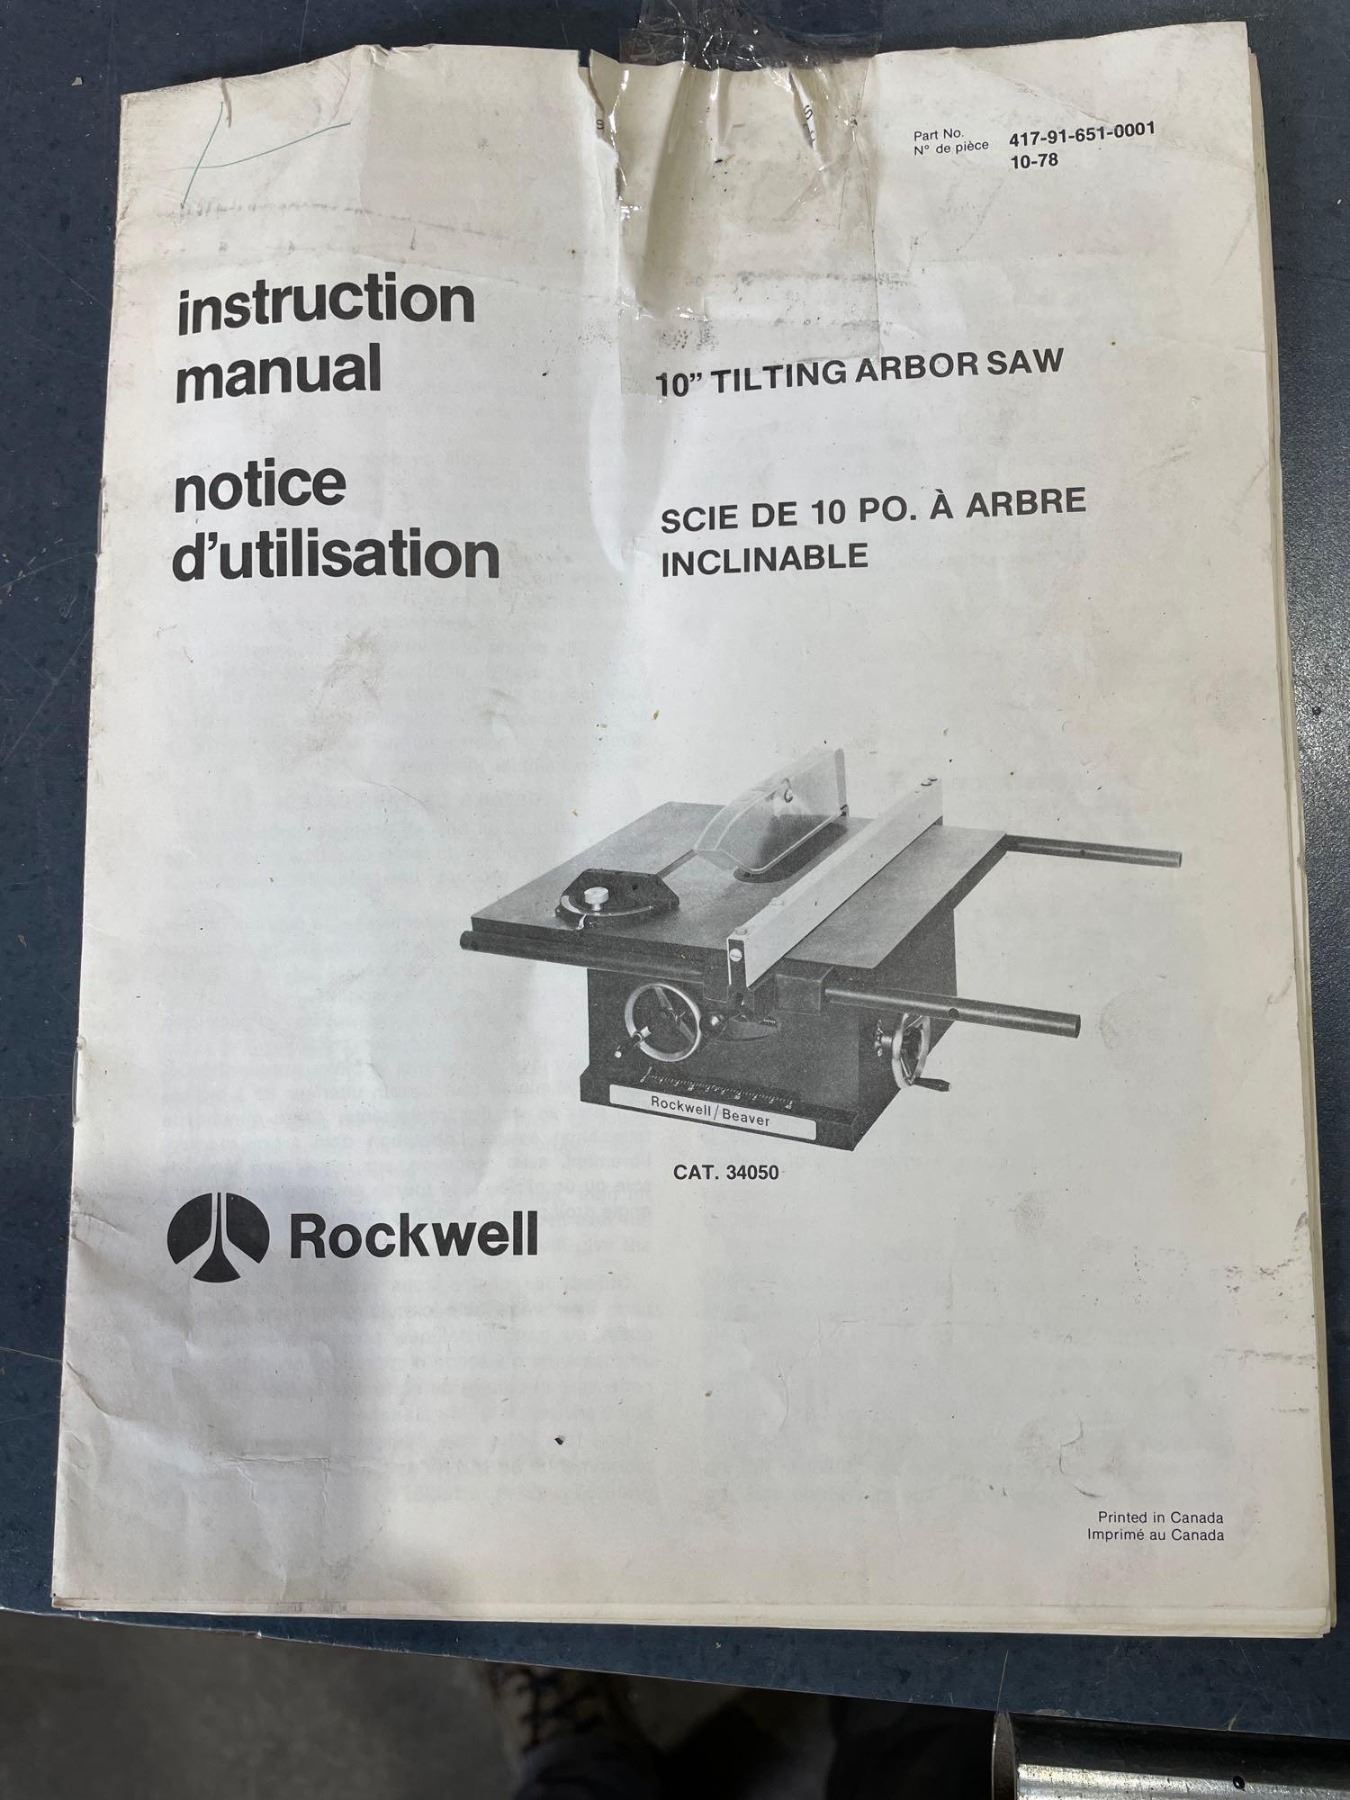 Part No.
N° de pièce
417-91-651-0001
10-78
instruction
manual
10” TILTING ARBOR SAW
notice
d’utilisation
SCIE DE 10 PO. À ARBRE
INCLINABLE
Rockwell/Beaver
CAT. 34050
Rockwell
Printed in Canada
Imprimé au Canada